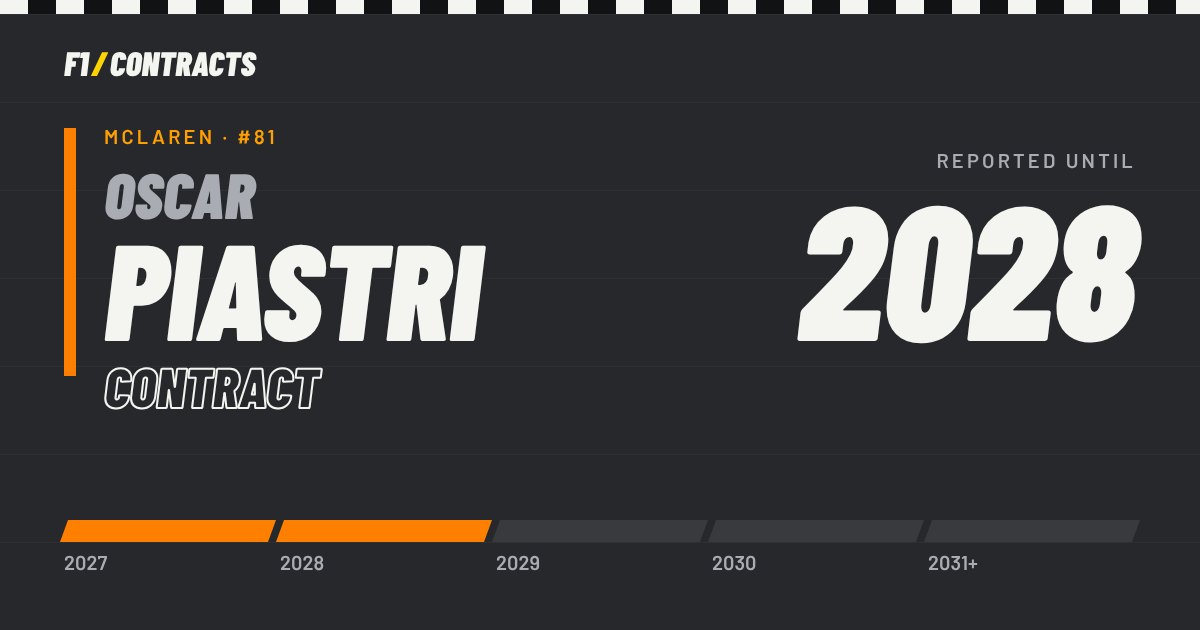 F1/CONTRACTS
MCLAREN · #81
OSCAR
PIASTRI
CONTRACT
REPORTED UNTIL
2028
2027
2028
2029
2030
2031+